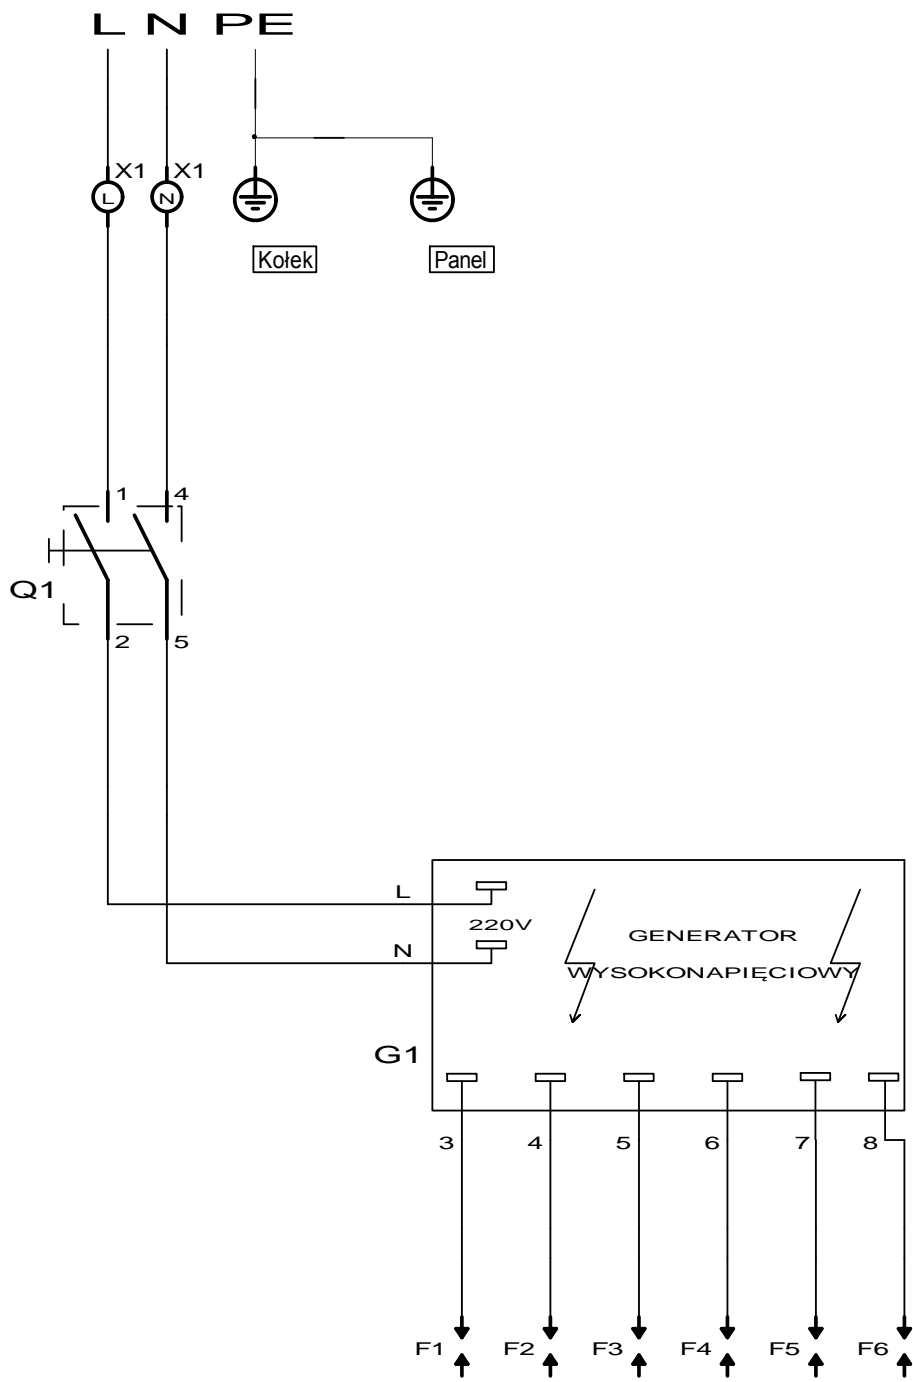 L N PE
X1 X1
L N
Kołek Panel
1 4
Q1
2 5
L
220V
GENERATOR
N
WYSOKONAPIĘCIOWY
G1
3 4 5 6 7 8
F1 F2 F3 F4 F5 F6